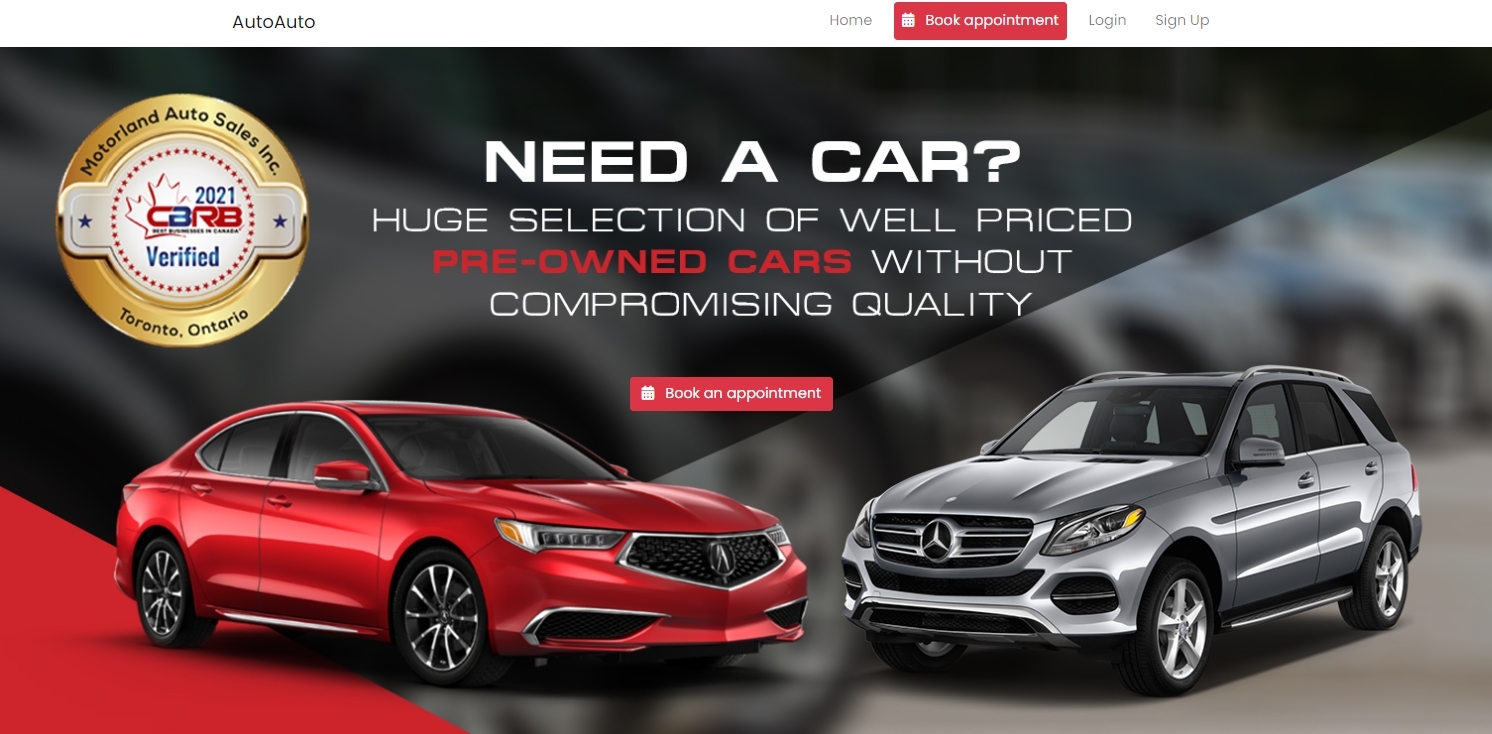 AutoAuto
Home
Book appointment
Login
Sign Up
Motorland Auto Sales Inc.
2021
CBRB
BEST BUSINESSES IN CANADA
Verified
Toronto, Ontario
NEED A CAR?
HUGE SELECTION OF WELL PRICED
PRE-OWNED CARS WITHOUT
COMPROMISING QUALITY
Book an appointment